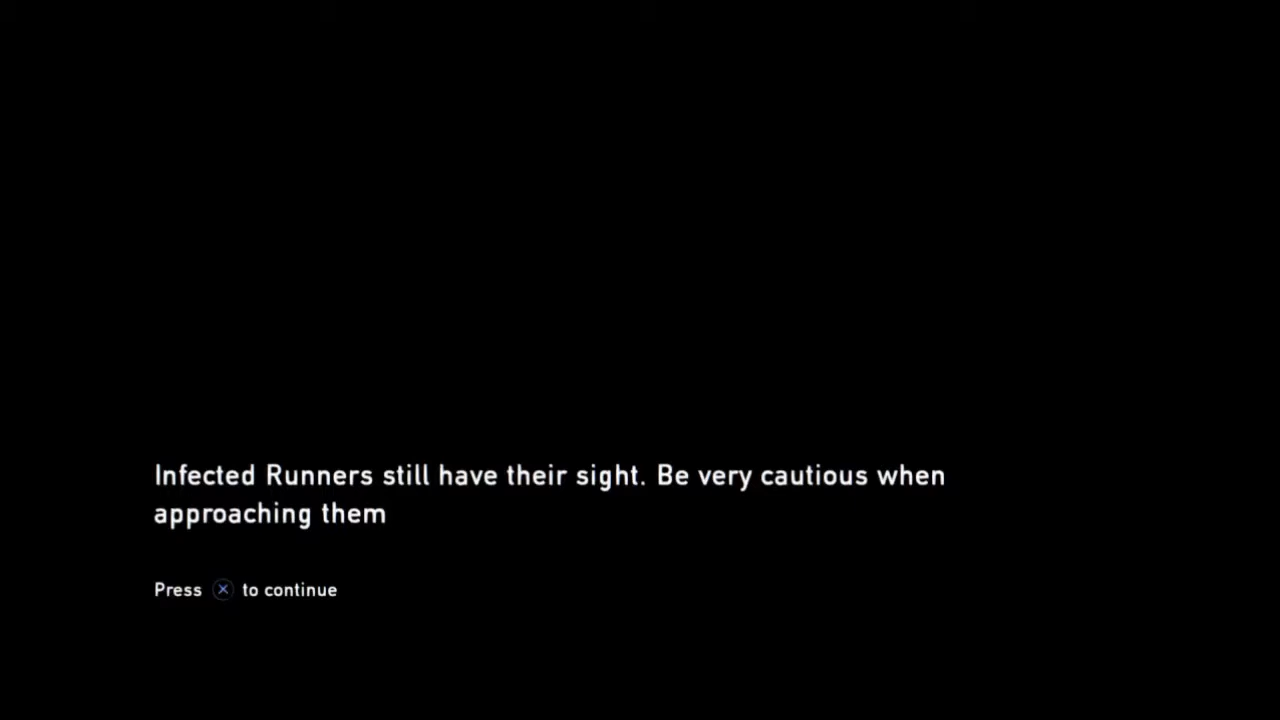 Infected Runners still have their sight. Be very cautious when
approaching them
Press ⓧ to continue